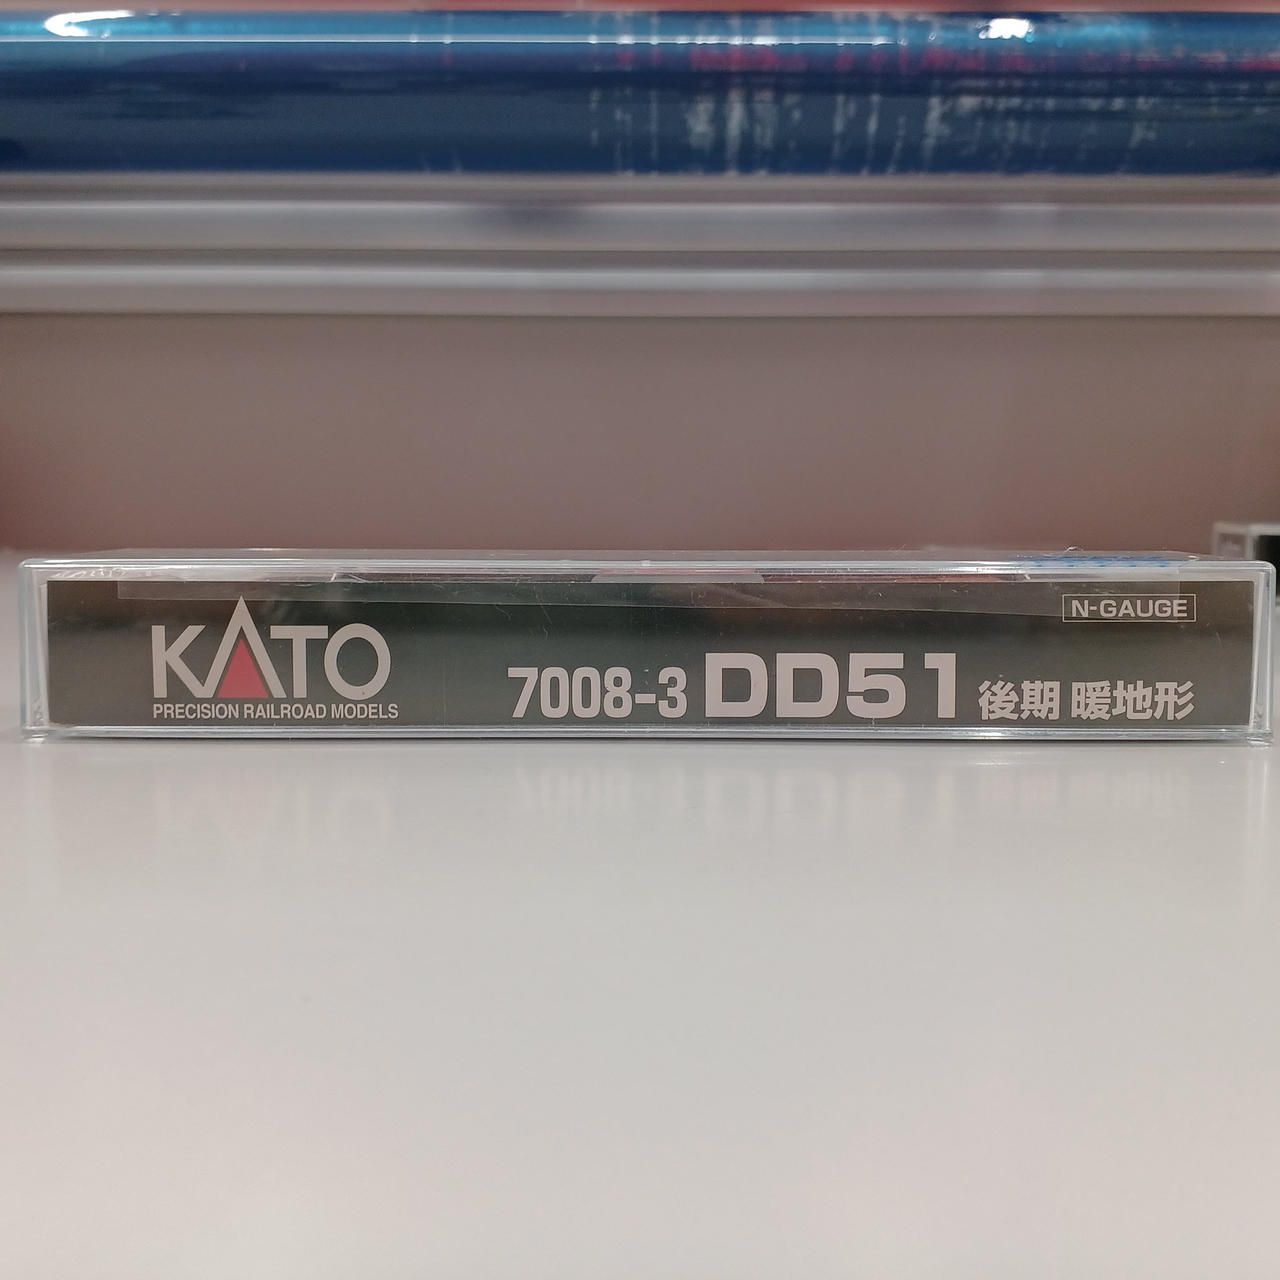 KATO
PRECISION RAILROAD MODELS
N-GAUGE
7008-3 DD51 後期 暖地形